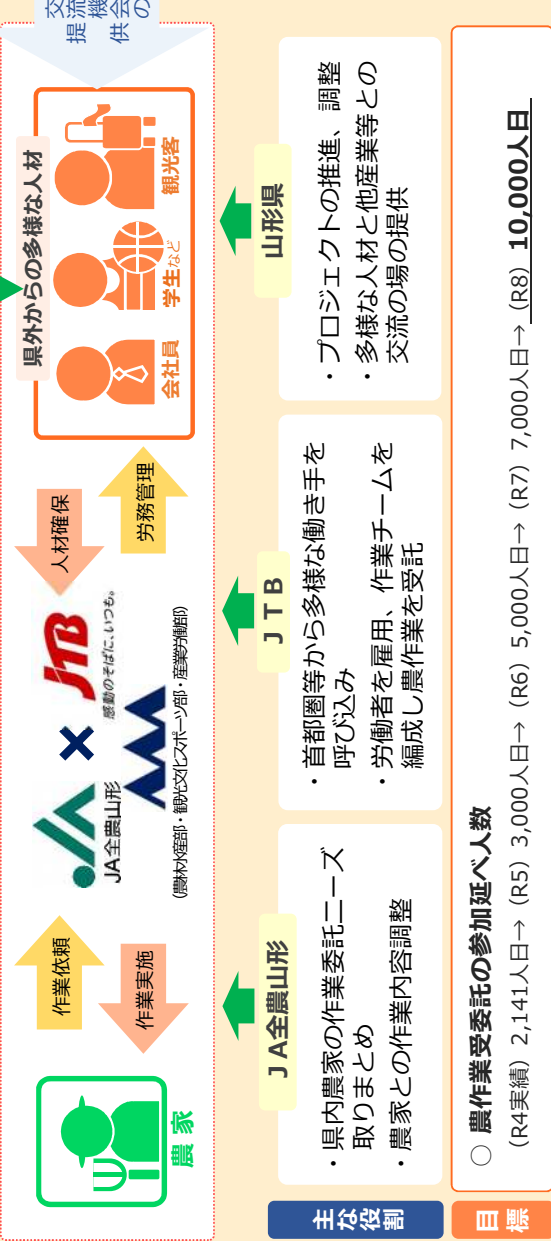 農家
作業依頼
作業実施
JA全農山形
×
JTB
感動のそばに、いつも。
(農林水産部・観光文化スポーツ部・産業労働部)
人材確保
労務管理
県外からの多様な人材
会社員
学生など
観光客
交流機会の
提供
主な役割
JA全農山形
・県内農家の作業委託ニーズ
取りまとめ
・農家との作業内容調整
JTB
・首都圏等から多様な働き手を
呼び込み
・労働者を雇用、作業チームを
編成し農作業を受託
山形県
・プロジェクトの推進、調整
・多様な人材と他産業等との
交流の場の提供
目標
○ 農作業受委託の参加延べ人数
(R4実績) 2,141人日→ (R5) 3,000人日→ (R6) 5,000人日→ (R7) 7,000人日→ (R8) 10,000人日